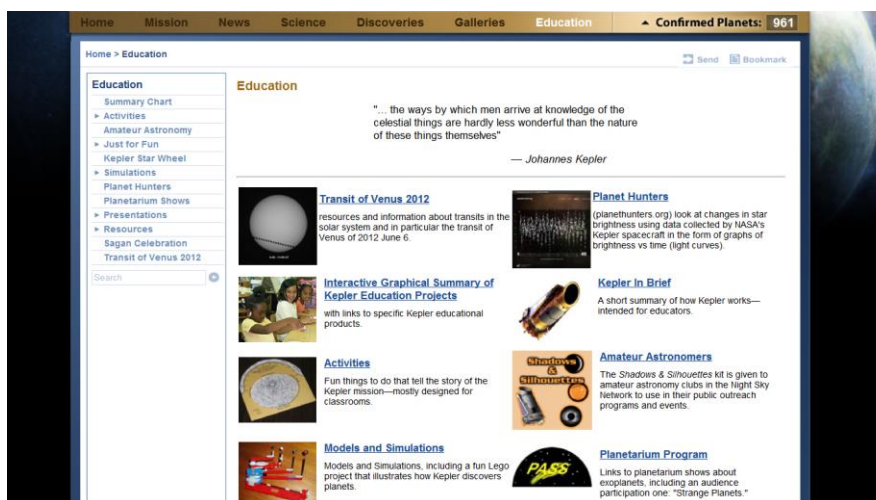 Home Mission News Science Discoveries Galleries Education ▲ Confirmed Planets: 961
Home > Education
Send Bookmark
Education
Summary Chart
► Activities
Amateur Astronomy
► Just for Fun
Kepler Star Wheel
► Simulations
Planet Hunters
Planetarium Shows
► Presentations
► Resources
Sagan Celebration
Transit of Venus 2012
Search
Education
"... the ways by which men arrive at knowledge of the
celestial things are hardly less wonderful than the nature
of these things themselves"
— Johannes Kepler
Transit of Venus 2012
resources and information about transits in the
solar system and in particular the transit of
Venus of 2012 June 6.
Planet Hunters
(planethunters.org) look at changes in star
brightness using data collected by NASA's
Kepler spacecraft in the form of graphs of
brightness vs time (light curves).
Interactive Graphical Summary of
Kepler Education Projects
with links to specific Kepler educational
products.
Kepler In Brief
A short summary of how Kepler works—
intended for educators.
Activities
Fun things to do that tell the story of the
Kepler mission—mostly designed for
classrooms.
Shadows
&
Silhouettes
Amateur Astronomers
The Shadows & Silhouettes kit is given to
amateur astronomy clubs in the Night Sky
Network to use in their public outreach
programs and events.
Models and Simulations
Models and Simulations, including a fun Lego
project that illustrates how Kepler discovers
planets.
PASS
Planetarium Program
Links to planetarium shows about
exoplanets, including an audience
participation one: "Strange Planets."